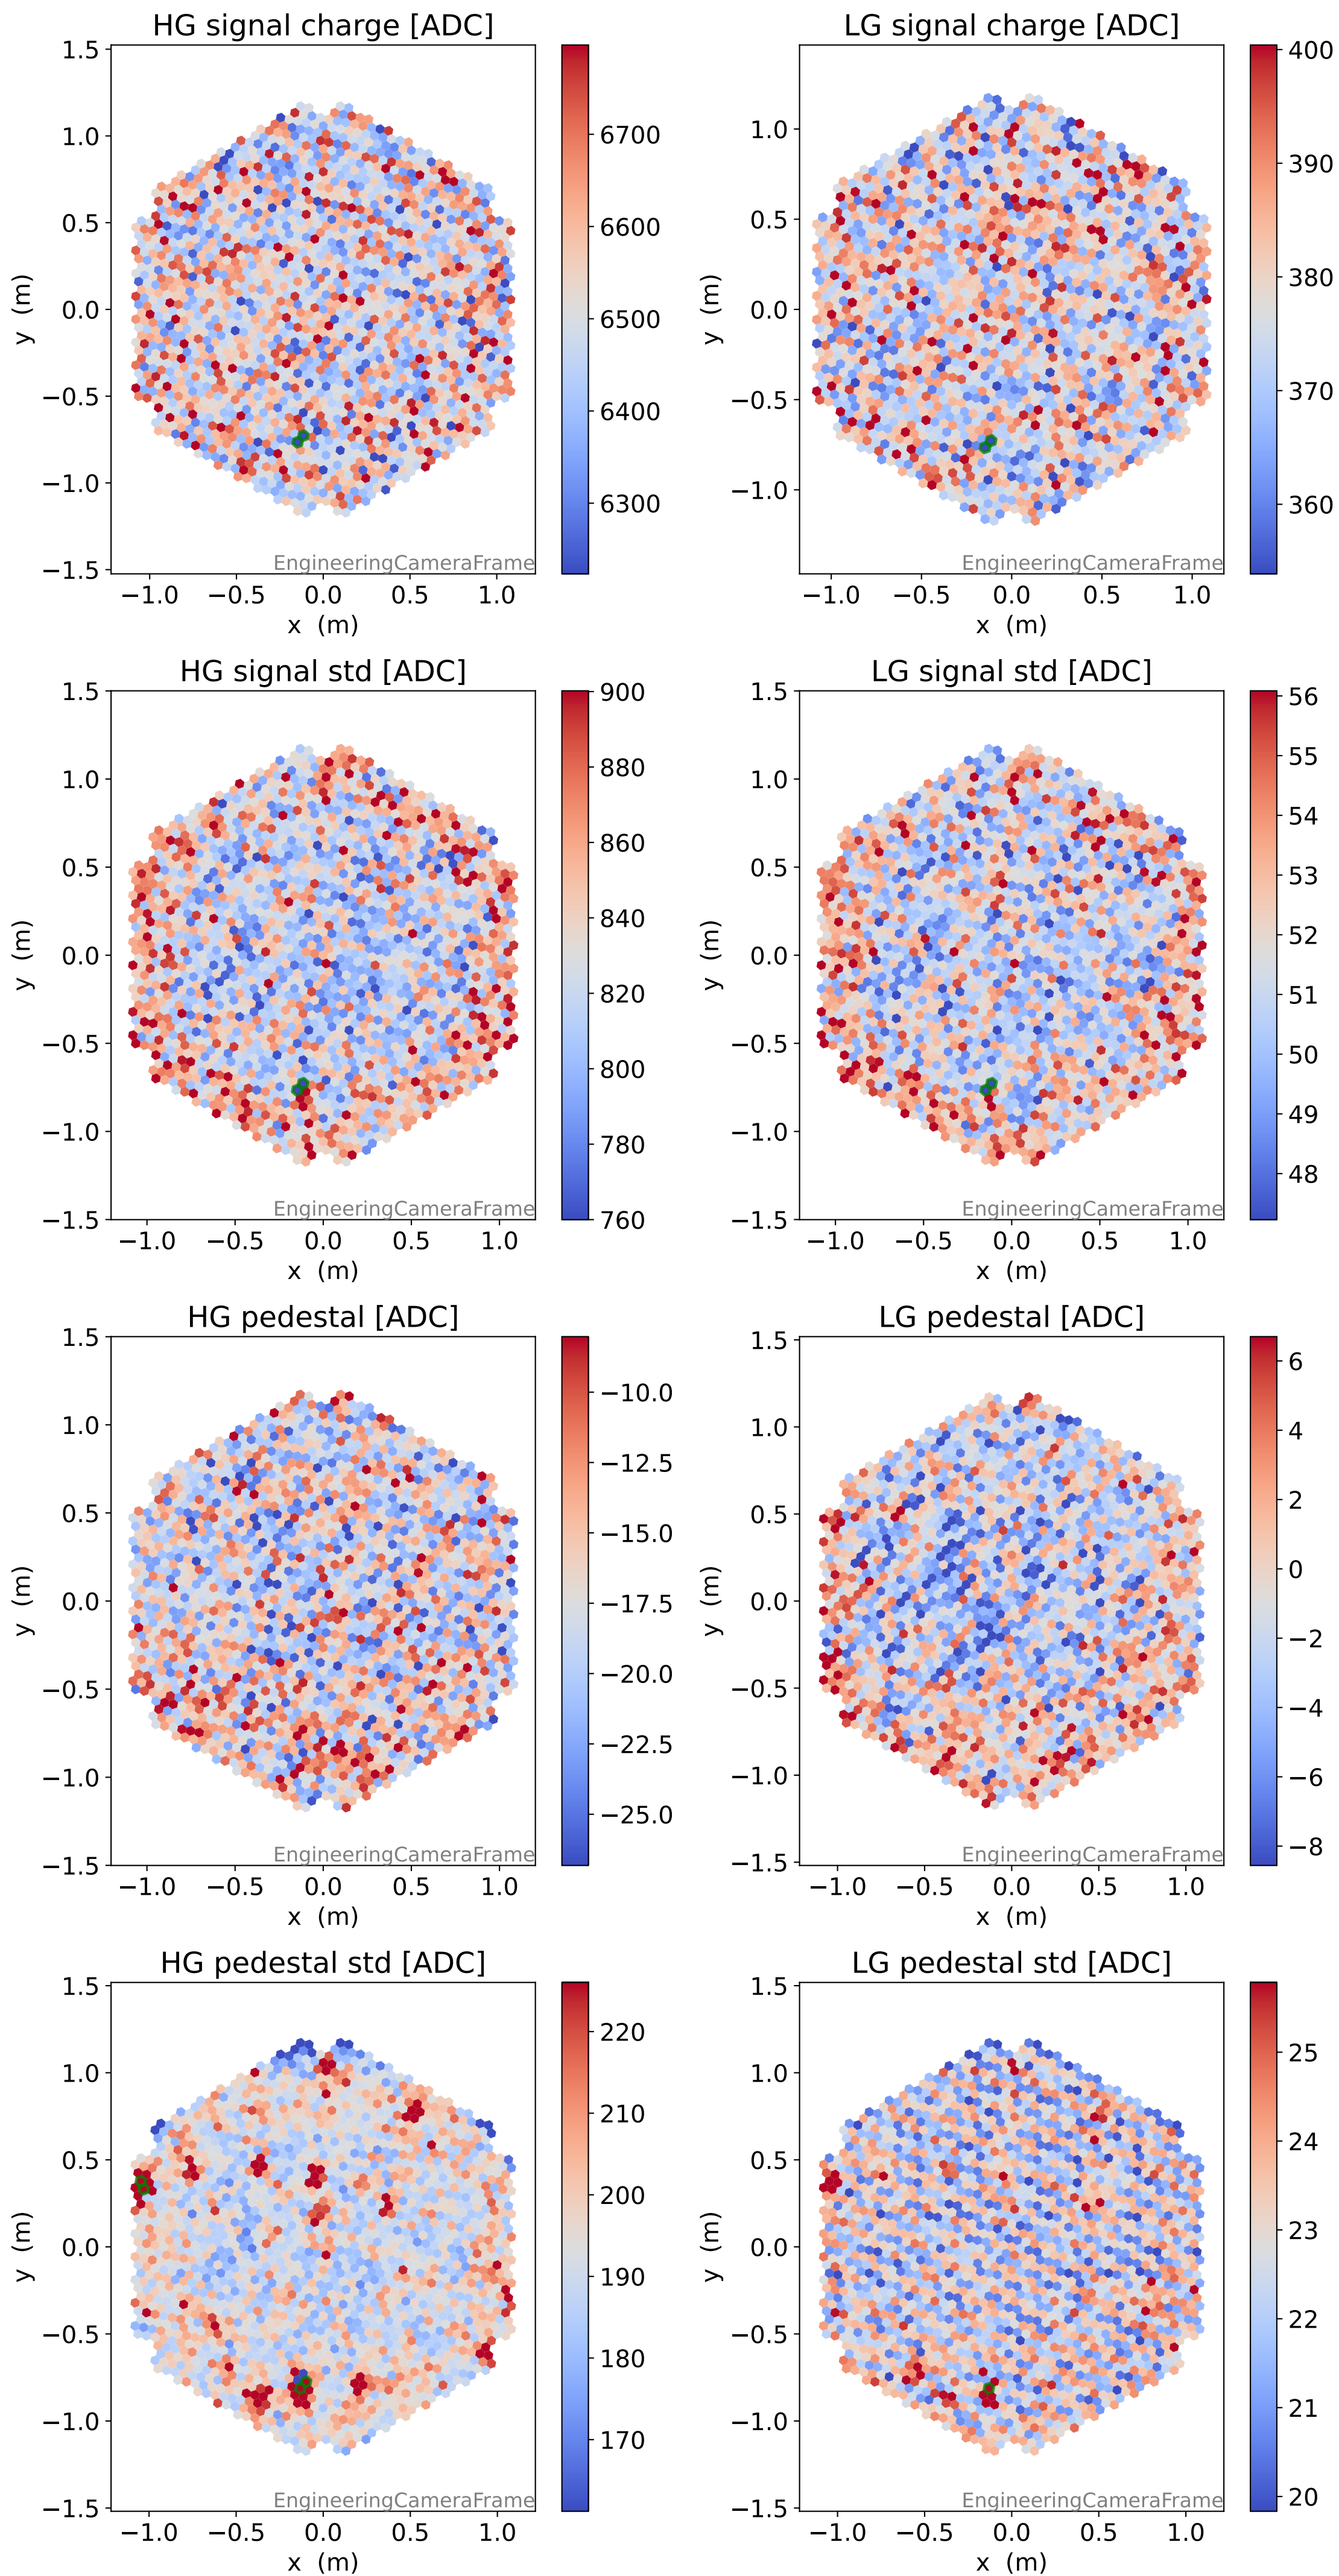 HG signal charge [ADC]
LG signal charge [ADC]
1.5
1.0
0.5
0.0
−0.5
−1.0
−1.5
y (m)
−1.0 −0.5 0.0 0.5 1.0
x (m)
EngineeringCameraFrame
6700
6600
6500
6400
6300
1.0
0.5
0.0
−0.5
−1.0
y (m)
−1.0 −0.5 0.0 0.5 1.0
x (m)
EngineeringCameraFrame
400
390
380
370
360
HG signal std [ADC]
LG signal std [ADC]
1.5
1.0
0.5
0.0
−0.5
−1.0
−1.5
y (m)
−1.0 −0.5 0.0 0.5 1.0
x (m)
EngineeringCameraFrame
900
880
860
840
820
800
780
760
1.5
1.0
0.5
0.0
−0.5
−1.0
−1.5
y (m)
−1.0 −0.5 0.0 0.5 1.0
x (m)
EngineeringCameraFrame
56
55
54
53
52
51
50
49
48
HG pedestal [ADC]
LG pedestal [ADC]
1.5
1.0
0.5
0.0
−0.5
−1.0
−1.5
y (m)
−1.0 −0.5 0.0 0.5 1.0
x (m)
EngineeringCameraFrame
−10.0
−12.5
−15.0
−17.5
−20.0
−22.5
−25.0
1.5
1.0
0.5
0.0
−0.5
−1.0
−1.5
y (m)
−1.0 −0.5 0.0 0.5 1.0
x (m)
EngineeringCameraFrame
6
4
2
0
−2
−4
−6
−8
HG pedestal std [ADC]
LG pedestal std [ADC]
1.5
1.0
0.5
0.0
−0.5
−1.0
−1.5
y (m)
−1.0 −0.5 0.0 0.5 1.0
x (m)
EngineeringCameraFrame
220
210
200
190
180
170
1.5
1.0
0.5
0.0
−0.5
−1.0
−1.5
y (m)
−1.0 −0.5 0.0 0.5 1.0
x (m)
EngineeringCameraFrame
25
24
23
22
21
20